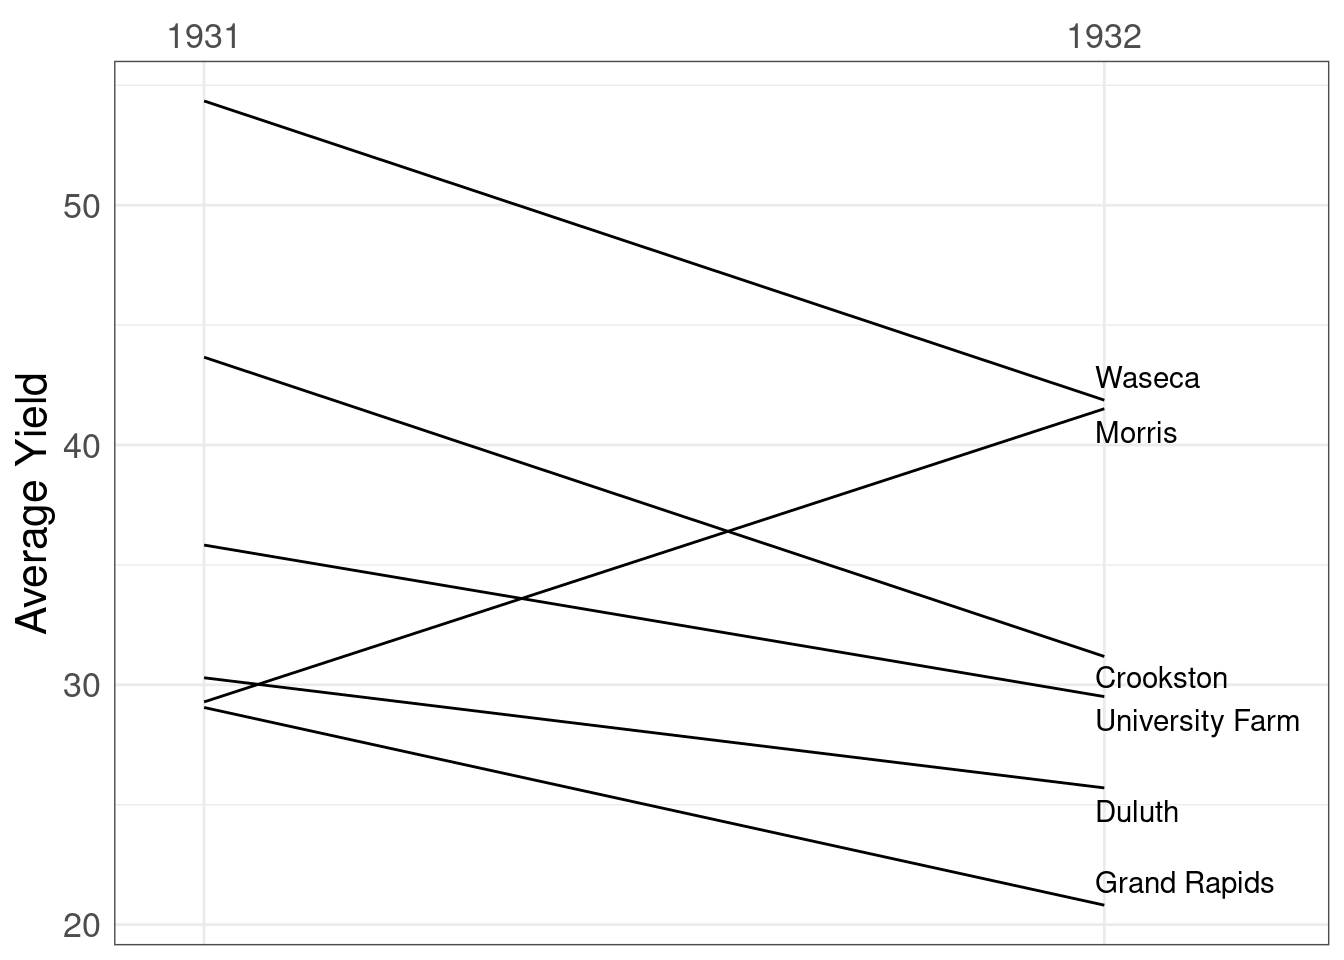 1931
1932
50
40
30
20
Average Yield
Waseca
Morris
Crookston
University Farm
Duluth
Grand Rapids